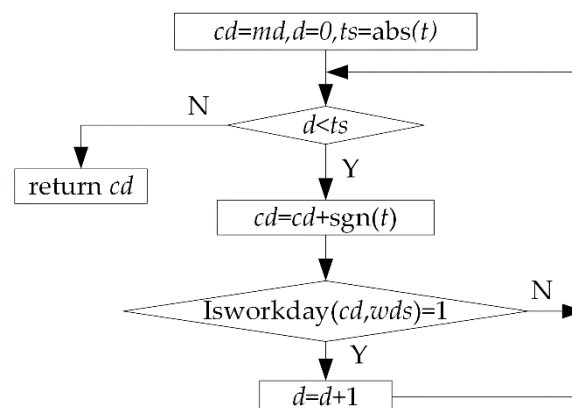 cd=md,d=0,ts=abs(t)
N
d<ts
Y
return cd
cd=cd+sgn(t)
Isworkday(cd,wds)=1
N
Y
d=d+1